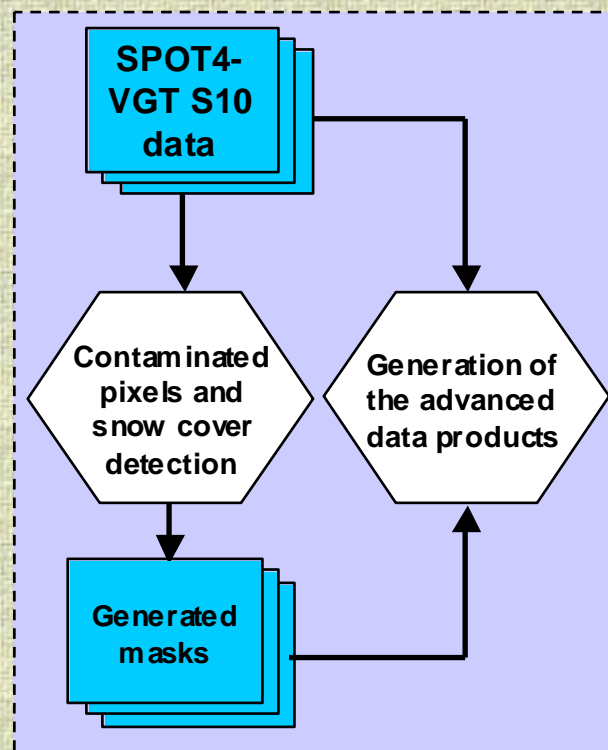 SPOT4-
VGT S10
data
Contaminated
pixels and
snow cover
detection
Generation of
the advanced
data products
Generated
masks